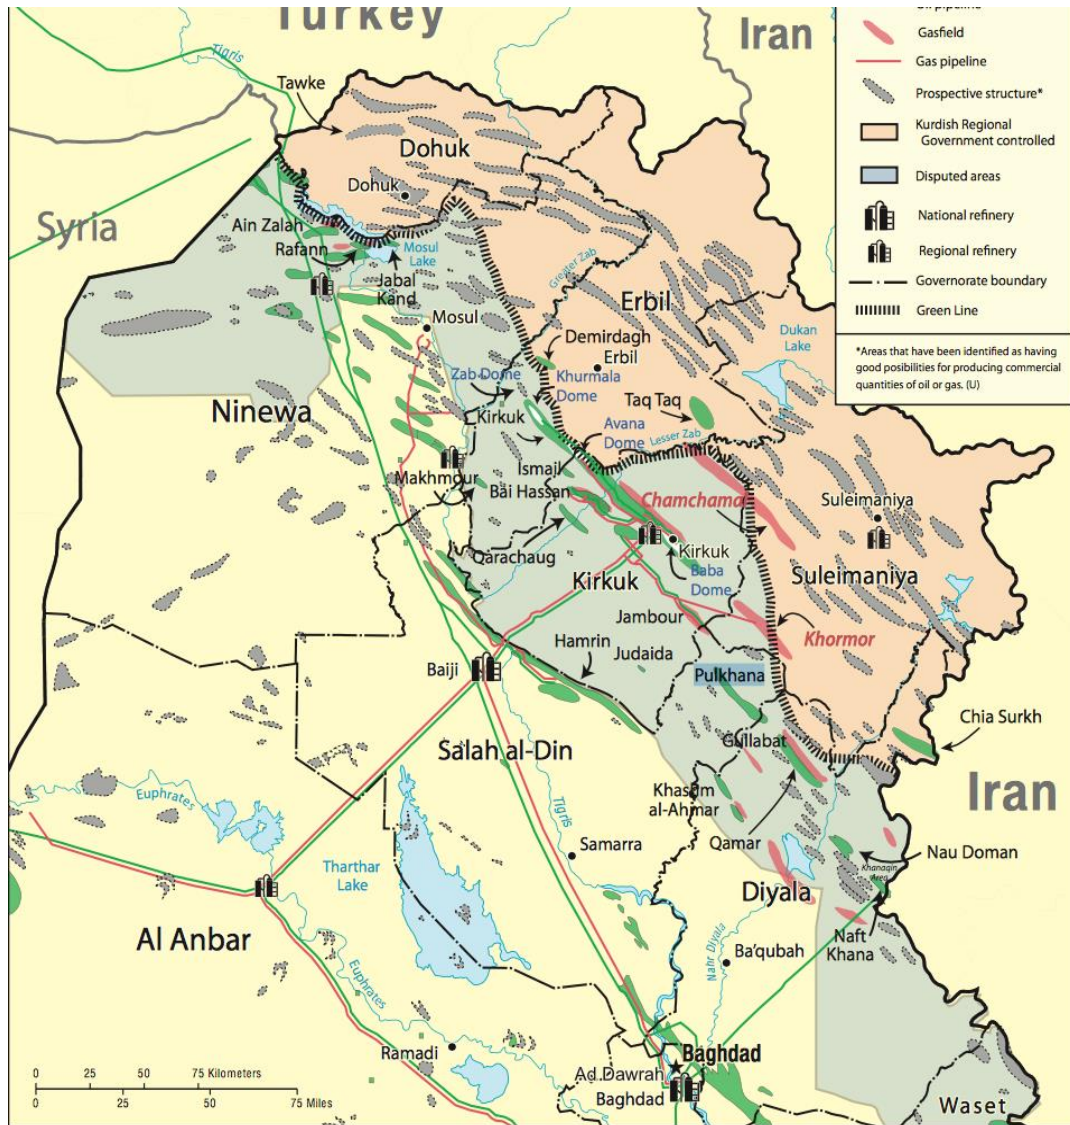 Turkey
Iran
Oil pipeline
Gasfield
Gas pipeline
Prospective structure*
Kurdish Regional
Government controlled
Disputed areas
National refinery
Regional refinery
Governorate boundary
Green Line
*Areas that have been identified as having
good posibilities for producing commercial
quantities of oil or gas. (U)
Tigris
Tawke
Dohuk
Dohuk
Syria
Ain Zalah
Rafann
Mosul
Lake
Jabal
Kand
Greater Zab
Erbil
Mosul
Dukan
Lake
Demirdagh
Erbil
Zab Dome
Khurmala
Dome
Ninewa
Kirkuk
Taq Taq
Avana
Dome
Lesser Zab
Makhmour
Ismail
Bai Hassan
Chamchama
Suleimaniya
Qarachaug
Kirkuk
Kirkuk
Baba
Dome
Suleimaniya
Jambour
Khormor
Hamrin
Judaida
Baiji
Pulkhana
Chia Surkh
Gullabat
Salah al-Din
Iran
Euphrates
Khasam
al-Ahmar
Tigris
Qamar
Samarra
Nau Doman
Tharthar
Lake
Khanaqin
Area
Diyala
Al Anbar
Naft
Khana
Ba'qubah
Nahr Diyala
Euphrates
Ramadi
Baghdad
Ad Dawrah
Baghdad
0 25 50 75 Kilometers
0 25 50 75 Miles
Waset